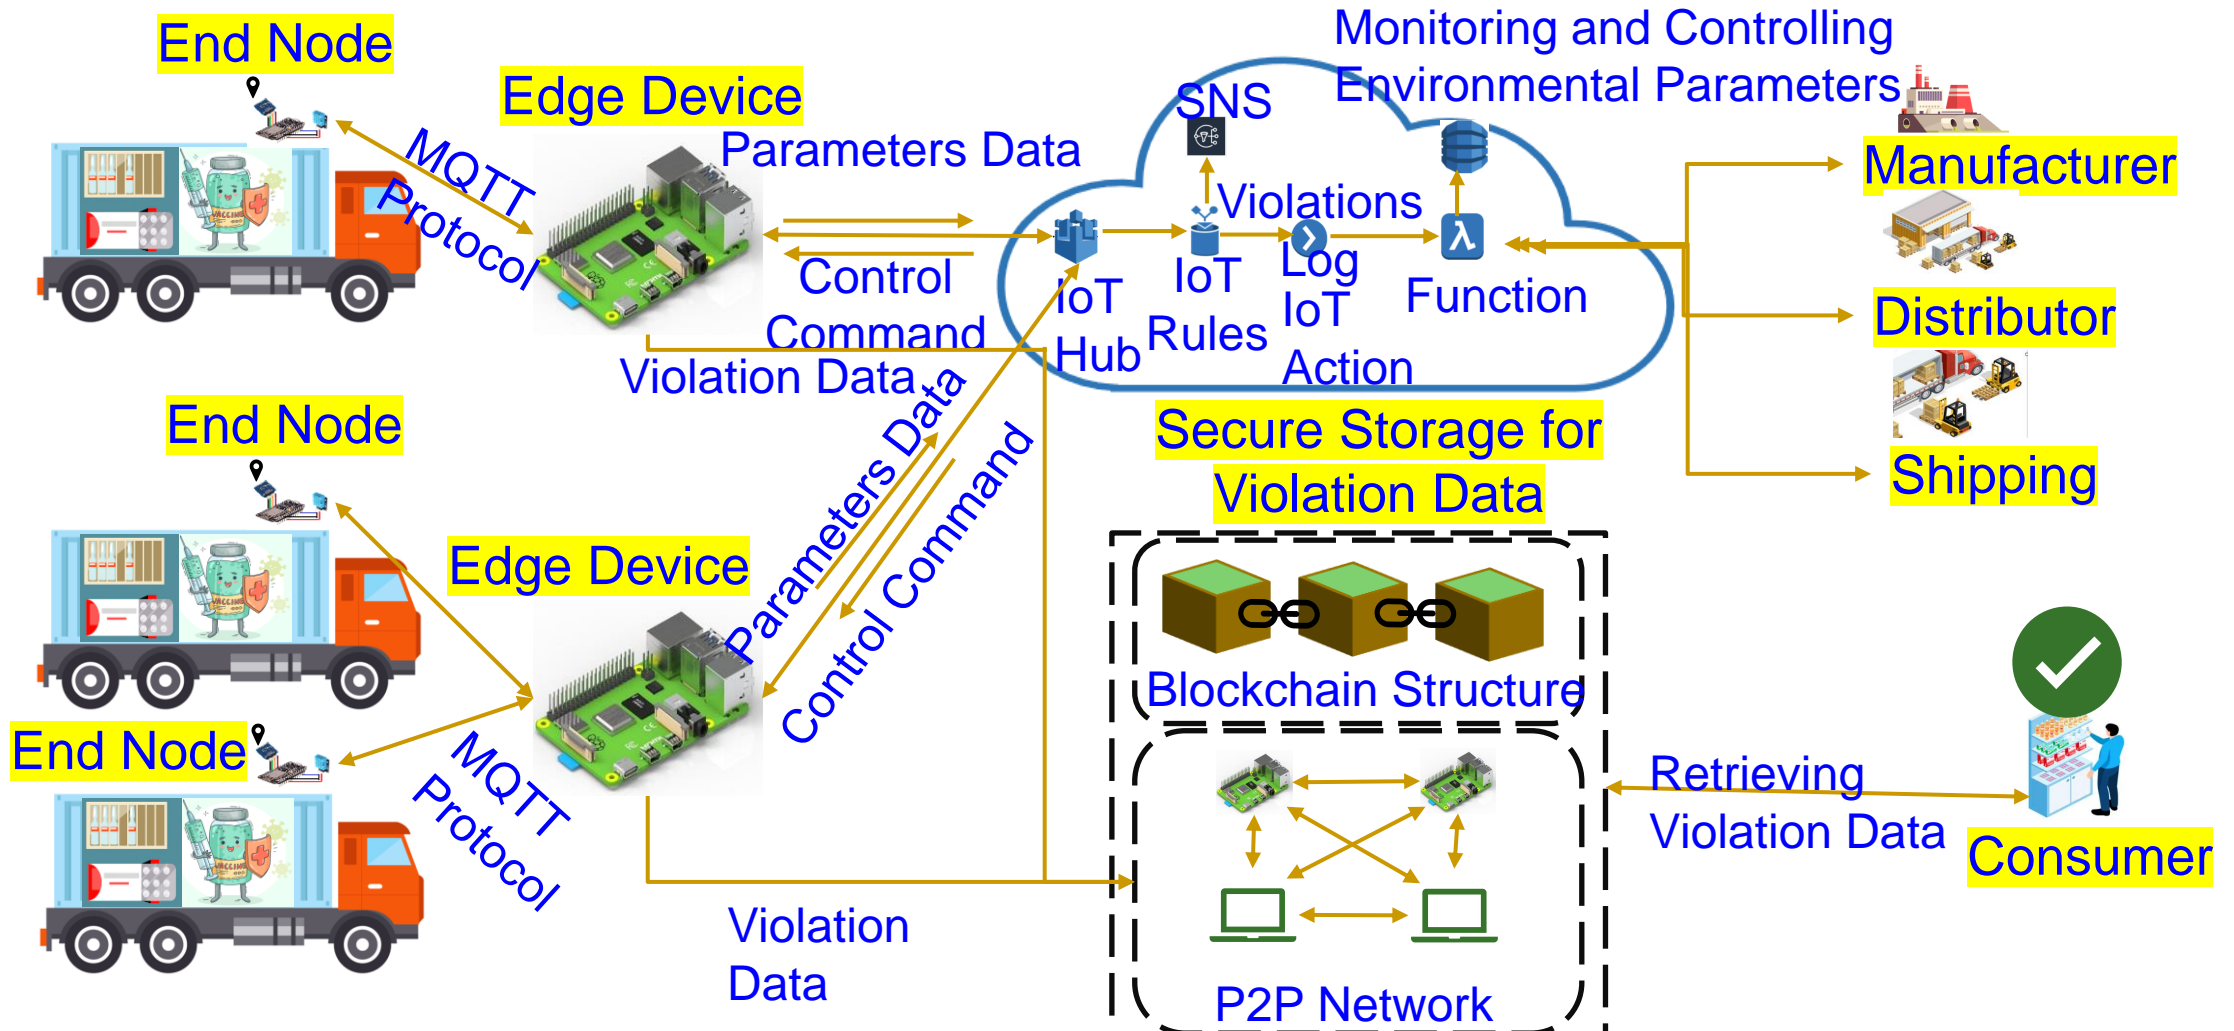 End Node
Edge Device
MQTT
Protocol
Parameters Data
Control
Command
Violation Data
SNS
Violations
IoT
Hub
IoT
Rules
Log
IoT
Action
Function
Monitoring and Controlling
Environmental Parameters
Manufacturer
Distributor
Shipping
End Node
Edge Device
Parameters Data
Control Command
End Node
MQTT
Protocol
Violation
Data
Secure Storage for
Violation Data
Blockchain Structure
P2P Network
Retrieving
Violation Data
Consumer